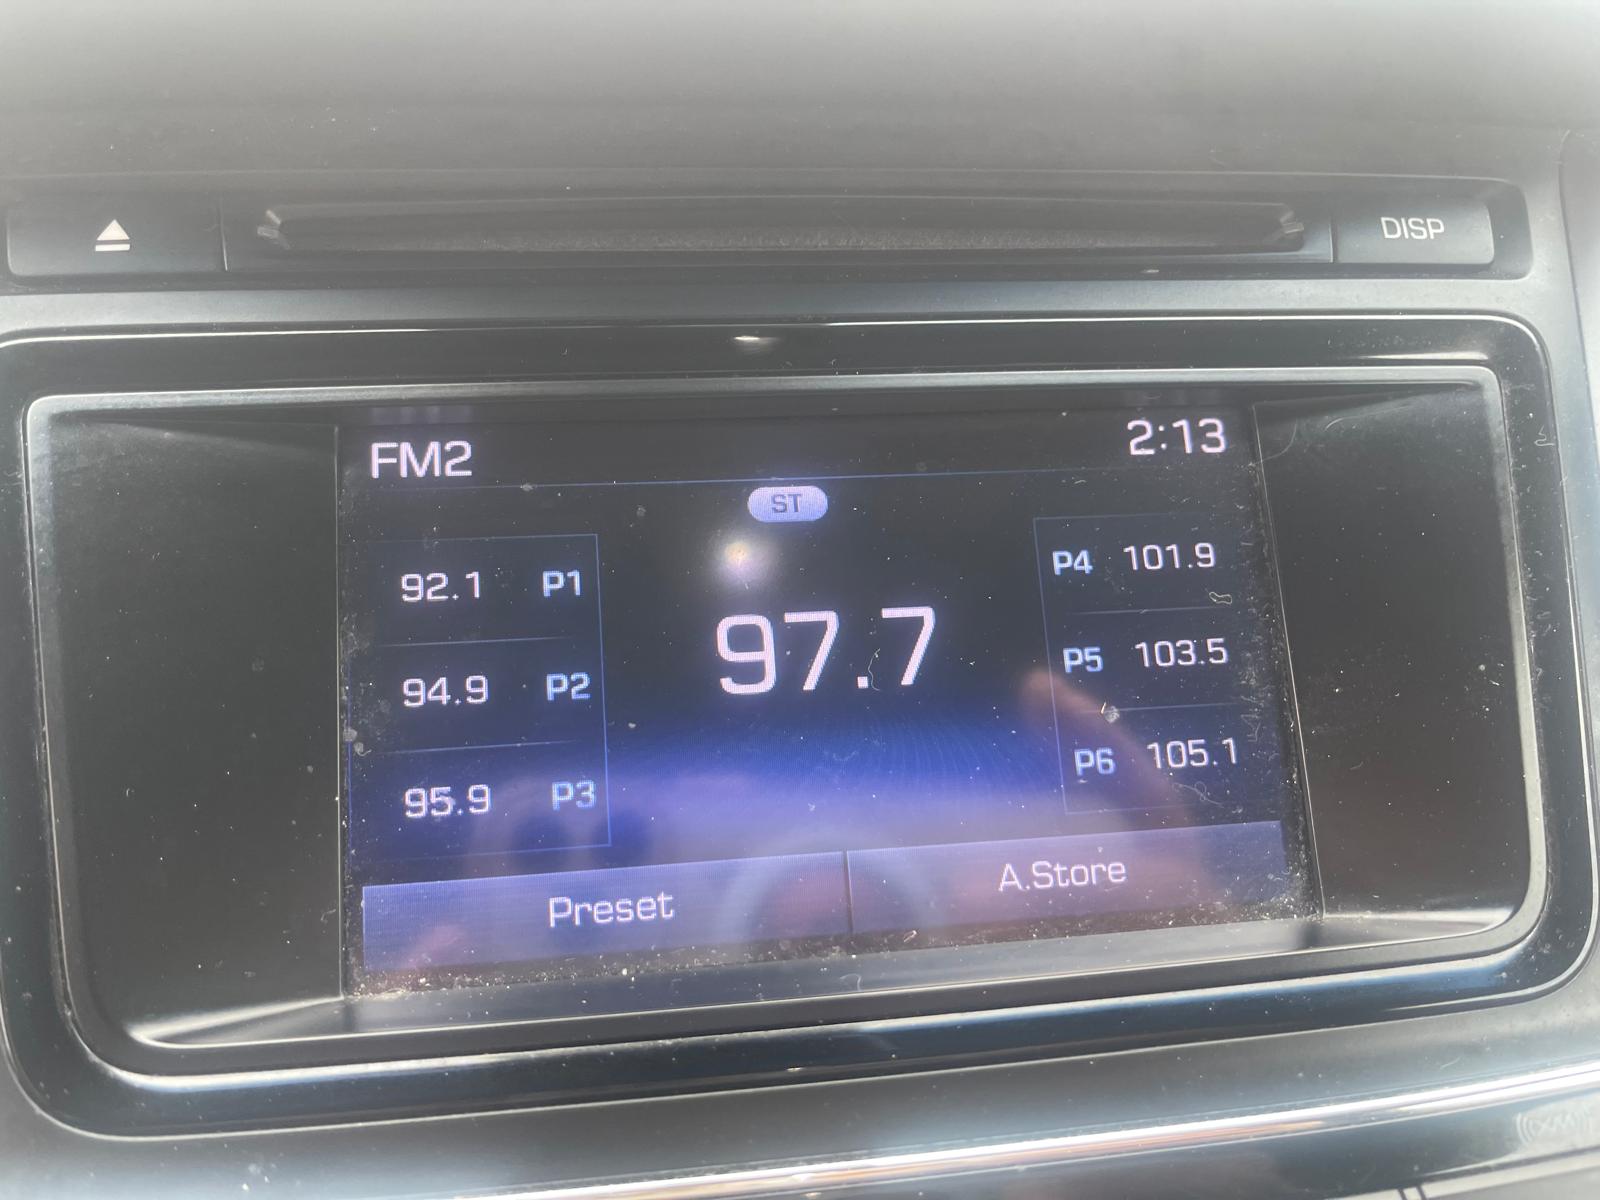 DISP
FM2 2:13
ST
92.1 P1
94.9 P2
95.9 P3
97.7
P4 101.9
P5 103.5
P6 105.1
Preset A.Store
XM